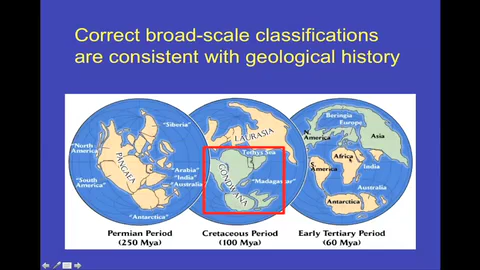 Correct broad-scale classifications
are consistent with geological history
"Siberia"
"North
America"
PANGAEA
"South
America"
"Arabia"
"India"
"Australia"
"Antarctica"
LAURASIA
Tethys Sea
GONDWANA
"Madagascar"
Beringia
Europe
N.
America
Asia
Africa
India
S.
America
Australia
Antarctica
Permian Period
(250 Mya)
Cretaceous Period
(100 Mya)
Early Tertiary Period
(60 Mya)